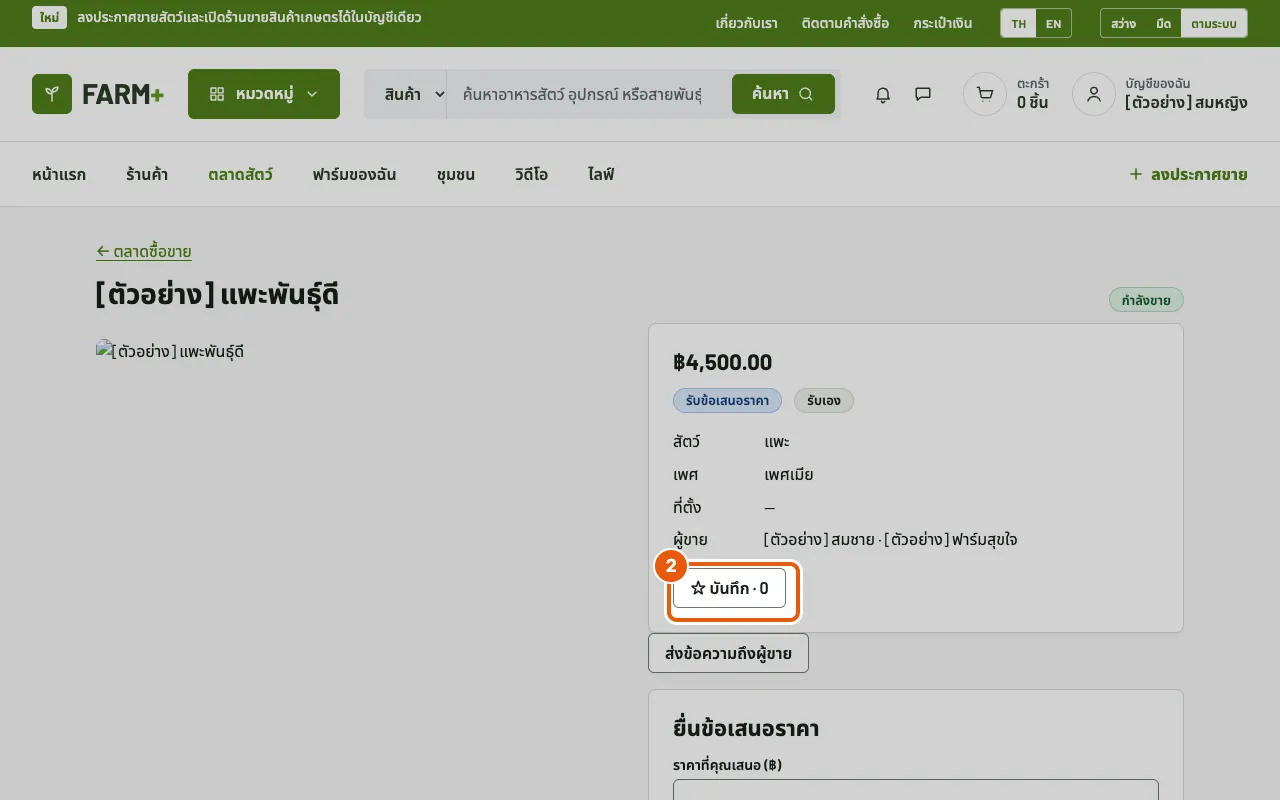 ใหม่ ลงประกาศขายสัตว์และเปิดร้านขายสินค้าเกษตรได้ในบัญชีเดียว เกี่ยวกับเรา ติดตามคำสั่งซื้อ กระเป๋าเงิน TH EN สว่าง มืด ตามระบบ
FARM+ หมวดหมู่ สินค้า ค้นหาอาหารสัตว์ อุปกรณ์ หรือสายพันธุ์ ค้นหา ตะกร้า บัญชีของฉัน
0 ชิ้น [ตัวอย่าง] สมหญิง
หน้าแรก ร้านค้า ตลาดสัตว์ ฟาร์มของฉัน ชุมชน วิดีโอ ไลฟ์ + ลงประกาศขาย
← ตลาดซื้อขาย
[ตัวอย่าง] แพะพันธุ์ดี กำลังขาย
[ตัวอย่าง] แพะพันธุ์ดี
฿4,500.00
รับข้อเสนอราคา รับเอง
สัตว์ แพะ
เพศ เพศเมีย
ที่ตั้ง —
ผู้ขาย [ตัวอย่าง] สมชาย · [ตัวอย่าง] ฟาร์มสุขใจ
2
☆ บันทึก · 0
ส่งข้อความถึงผู้ขาย
ยื่นข้อเสนอราคา
ราคาที่คุณเสนอ (฿)